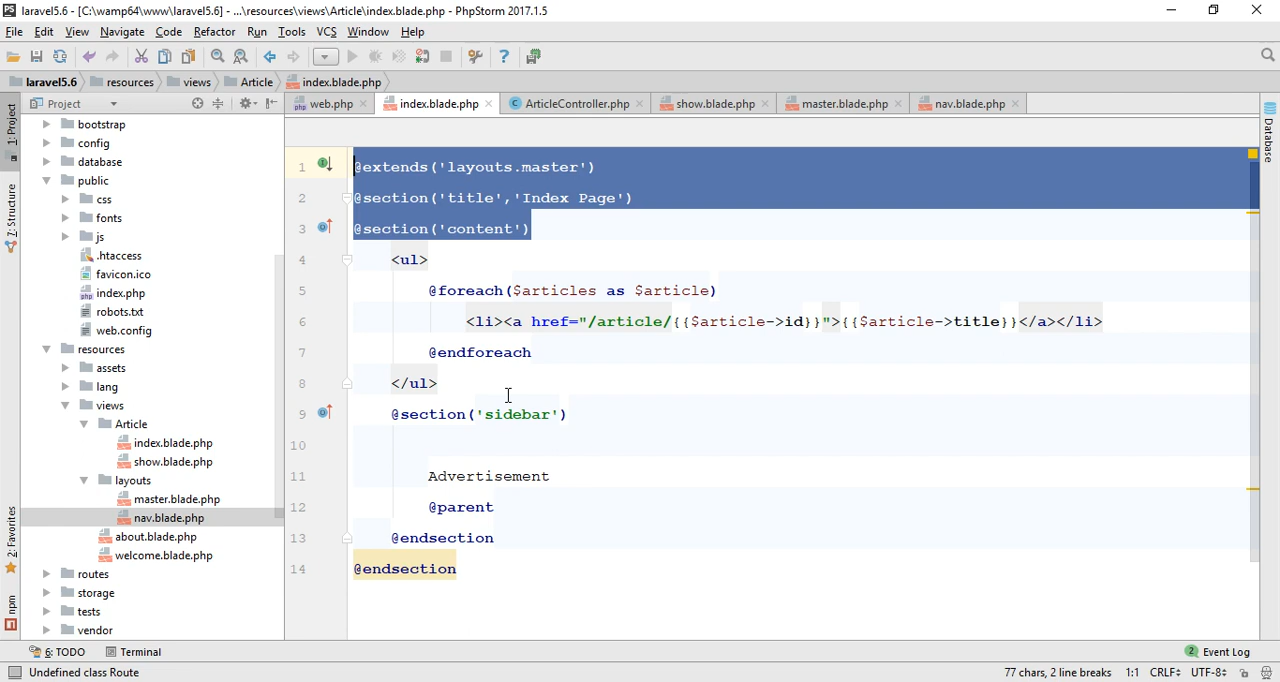 laravel5.6 - [C:\wamp64\www\laravel5.6] - ...\resources\views\Article\index.blade.php - PhpStorm 2017.1.5
File Edit View Navigate Code Refactor Run Tools VCS Window Help
laravel5.6 resources views Article index.blade.php
1: Project
Project
web.php index.blade.php ArticleController.php show.blade.php master.blade.php nav.blade.php
Database
bootstrap
config
database
public
css
fonts
js
.htaccess
favicon.ico
index.php
robots.txt
web.config
resources
assets
lang
views
Article
index.blade.php
show.blade.php
layouts
master.blade.php
nav.blade.php
about.blade.php
welcome.blade.php
routes
storage
tests
vendor
Z: Structure
2: Favorites
npm
1 @extends('layouts.master')
2 @section('title','Index Page')
3 @section('content')
4 <ul>
5 @foreach($articles as $article)
6 <li><a href="/article/{{$article->id}}">{{$article->title}}</a></li>
7 @endforeach
8 </ul>
9 @section('sidebar')
10
11 Advertisement
12 @parent
13 @endsection
14 @endsection
6: TODO Terminal 2 Event Log
Undefined class Route 77 chars, 2 line breaks 1:1 CRLF UTF-8